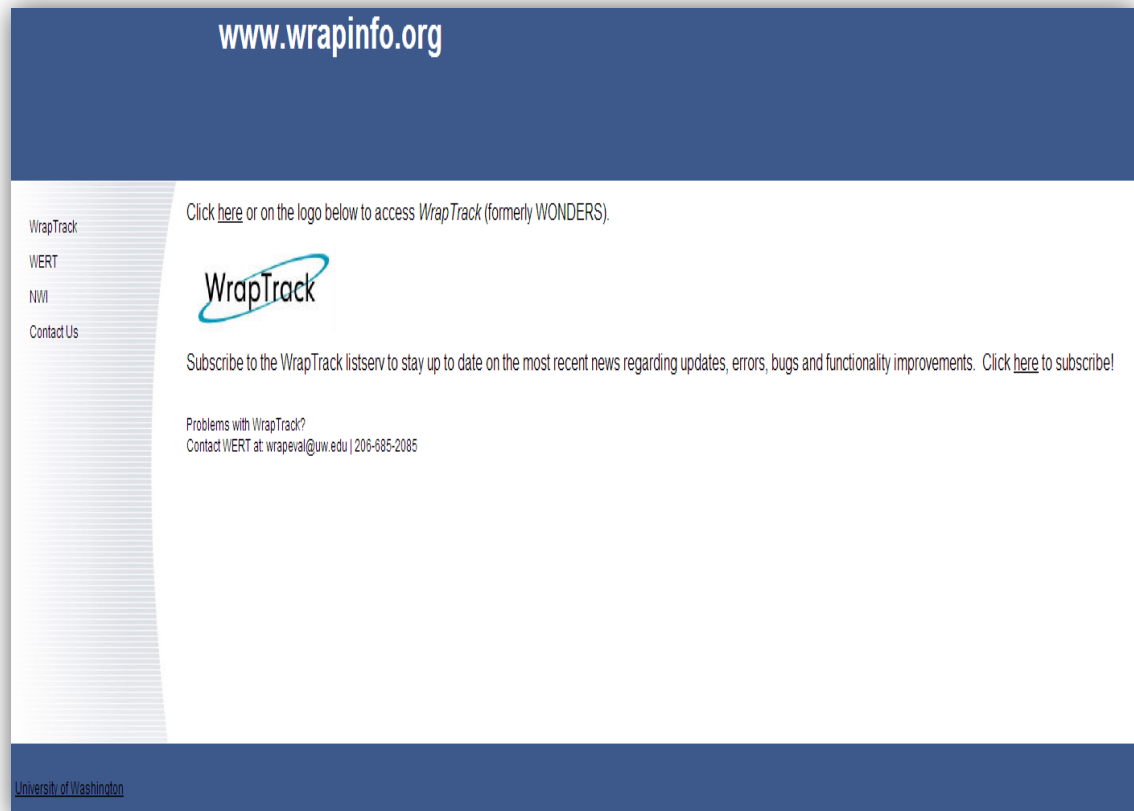 www.wrapinfo.org
WrapTrack
WERT
NWI
Contact Us
Click here or on the logo below to access WrapTrack (formerly WONDERS).
WrapTrack
Subscribe to the WrapTrack listserv to stay up to date on the most recent news regarding updates, errors, bugs and functionality improvements.  Click here to subscribe!
Problems with WrapTrack?
Contact WERT at: wrapeval@uw.edu | 206-685-2085
University of Washington